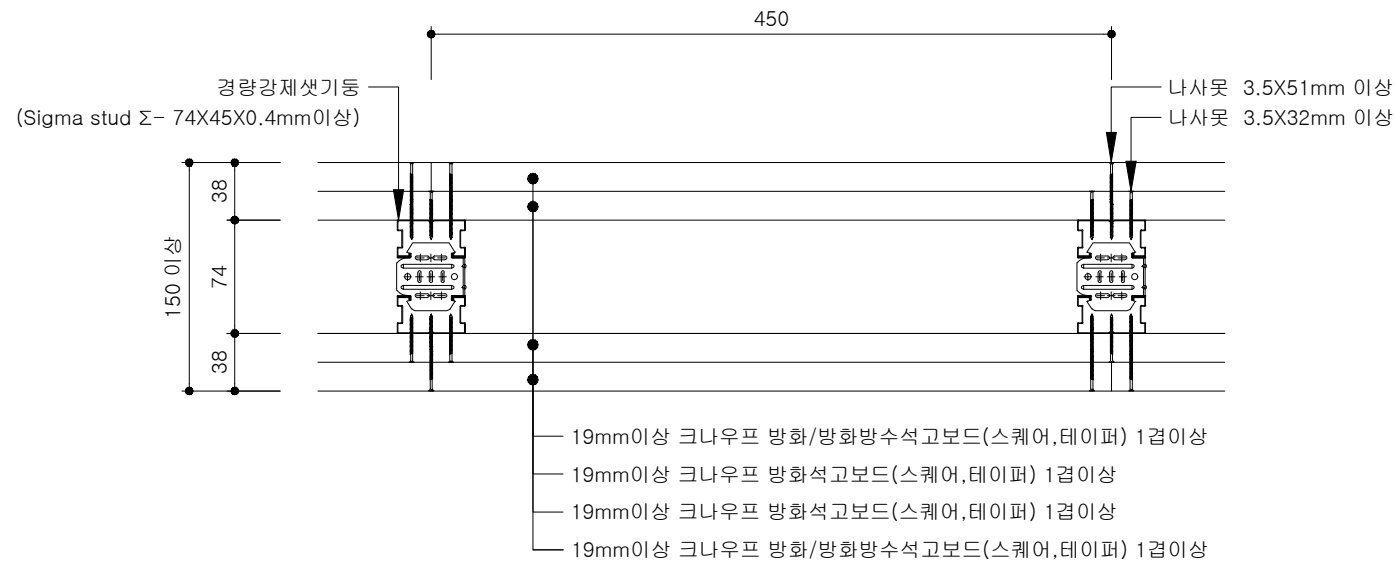 450
경량강제샛기둥
(Sigma stud Σ- 74X45X0.4mm이상)
나사못 3.5X51mm 이상
나사못 3.5X32mm 이상
150 이상
38
74
38
19mm이상 크나우프 방화/방화방수석고보드(스퀘어,테이퍼) 1겹이상
19mm이상 크나우프 방화석고보드(스퀘어,테이퍼) 1겹이상
19mm이상 크나우프 방화석고보드(스퀘어,테이퍼) 1겹이상
19mm이상 크나우프 방화/방화방수석고보드(스퀘어,테이퍼) 1겹이상